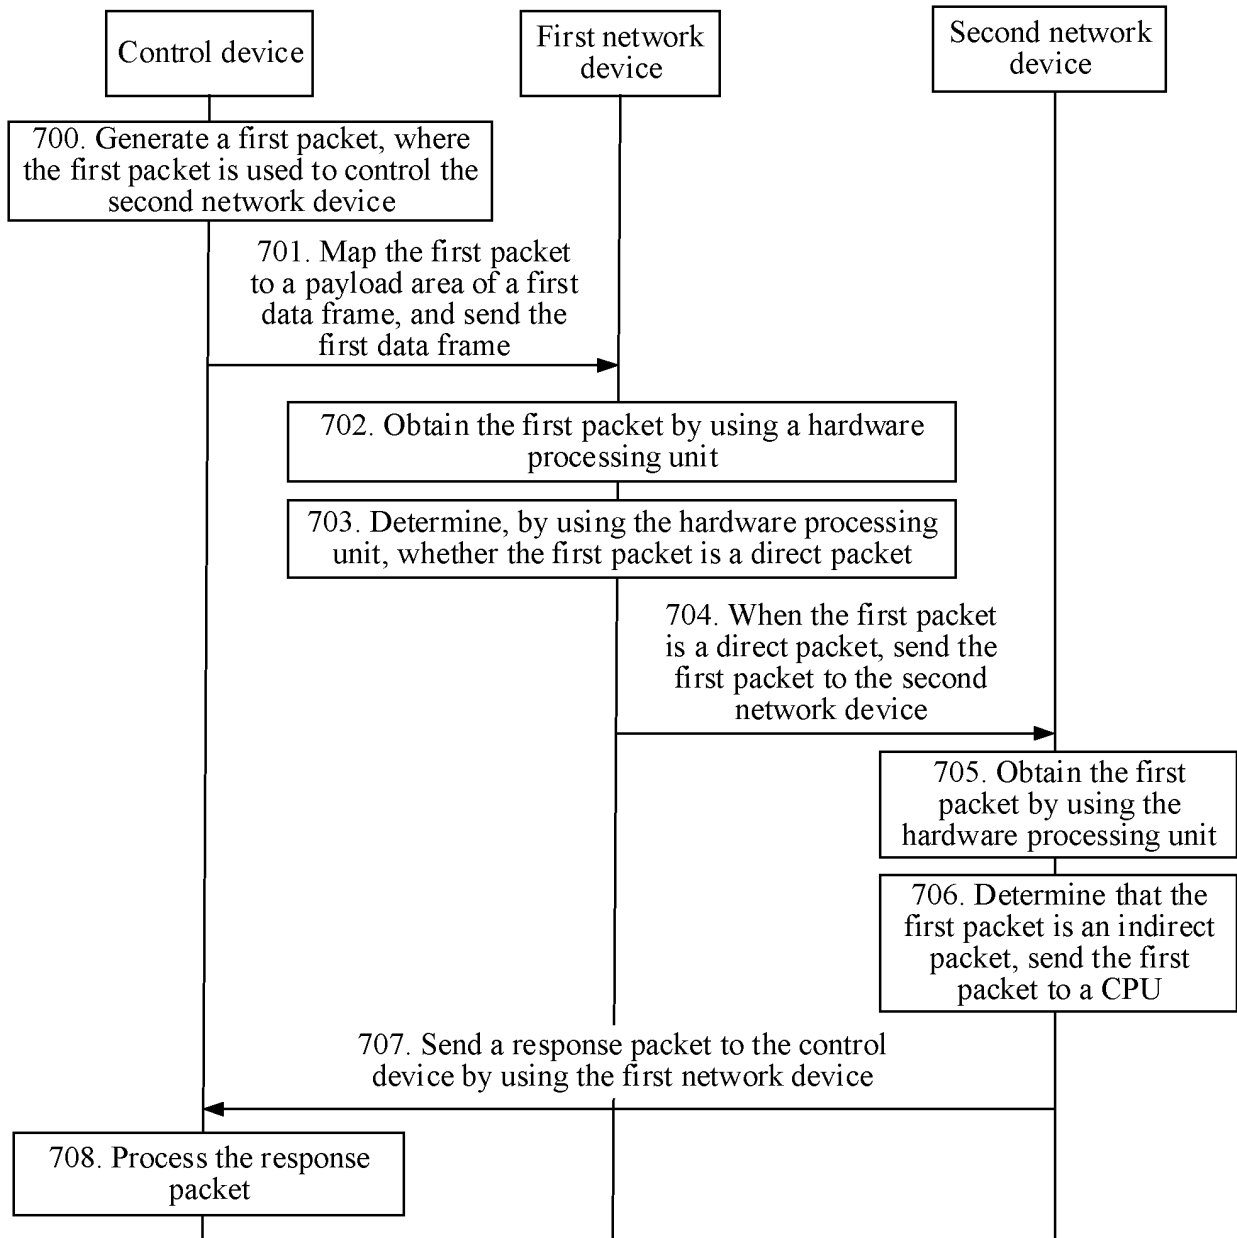 Control device
First network
device
Second network
device
700. Generate a first packet, where
the first packet is used to control the
second network device
701. Map the first packet
to a payload area of a first
data frame, and send the
first data frame
702. Obtain the first packet by using a hardware
processing unit
703. Determine, by using the hardware processing
unit, whether the first packet is a direct packet
704. When the first packet
is a direct packet, send the
first packet to the second
network device
705. Obtain the first
packet by using the
hardware processing unit
706. Determine that the
first packet is an indirect
packet, send the first
packet to a CPU
707. Send a response packet to the control
device by using the first network device
708. Process the response
packet